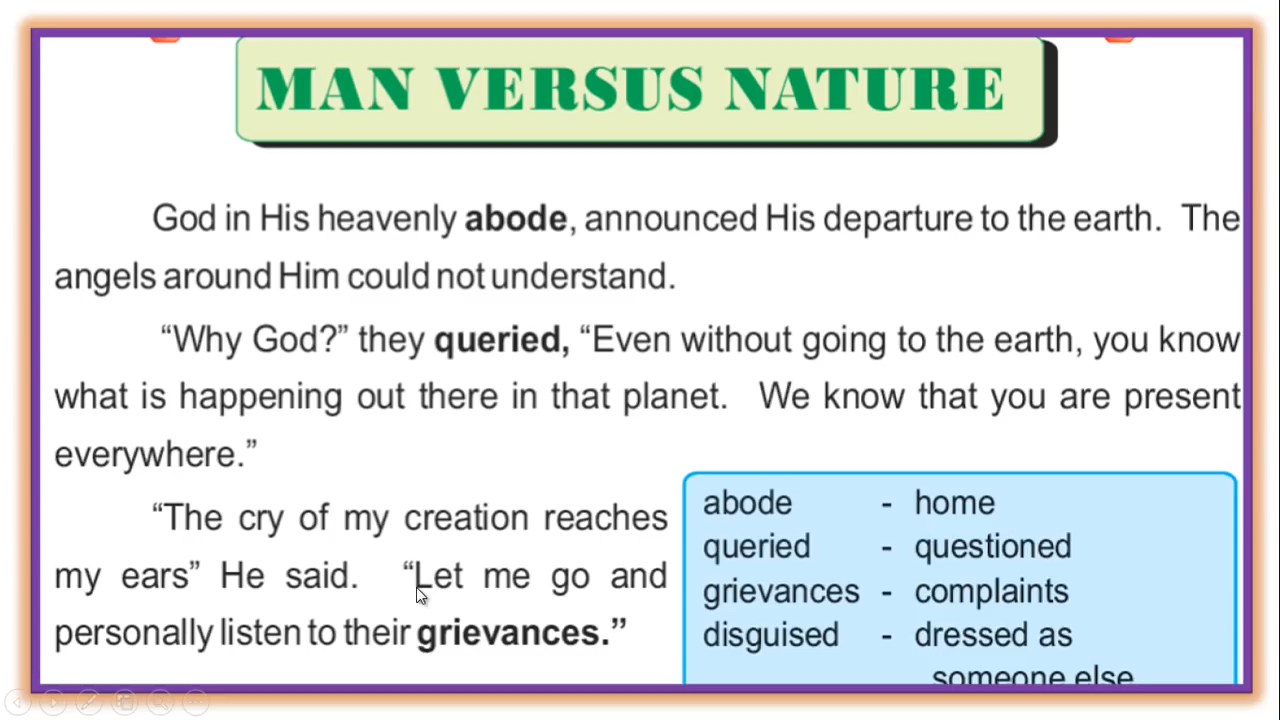 MAN VERSUS NATURE
God in His heavenly abode, announced His departure to the earth. The
angels around Him could not understand.
“Why God?” they queried, “Even without going to the earth, you know
what is happening out there in that planet. We know that you are present
everywhere.”
“The cry of my creation reaches
my ears” He said. “Let me go and
personally listen to their grievances.”
abode - home
queried - questioned
grievances - complaints
disguised - dressed as
someone else